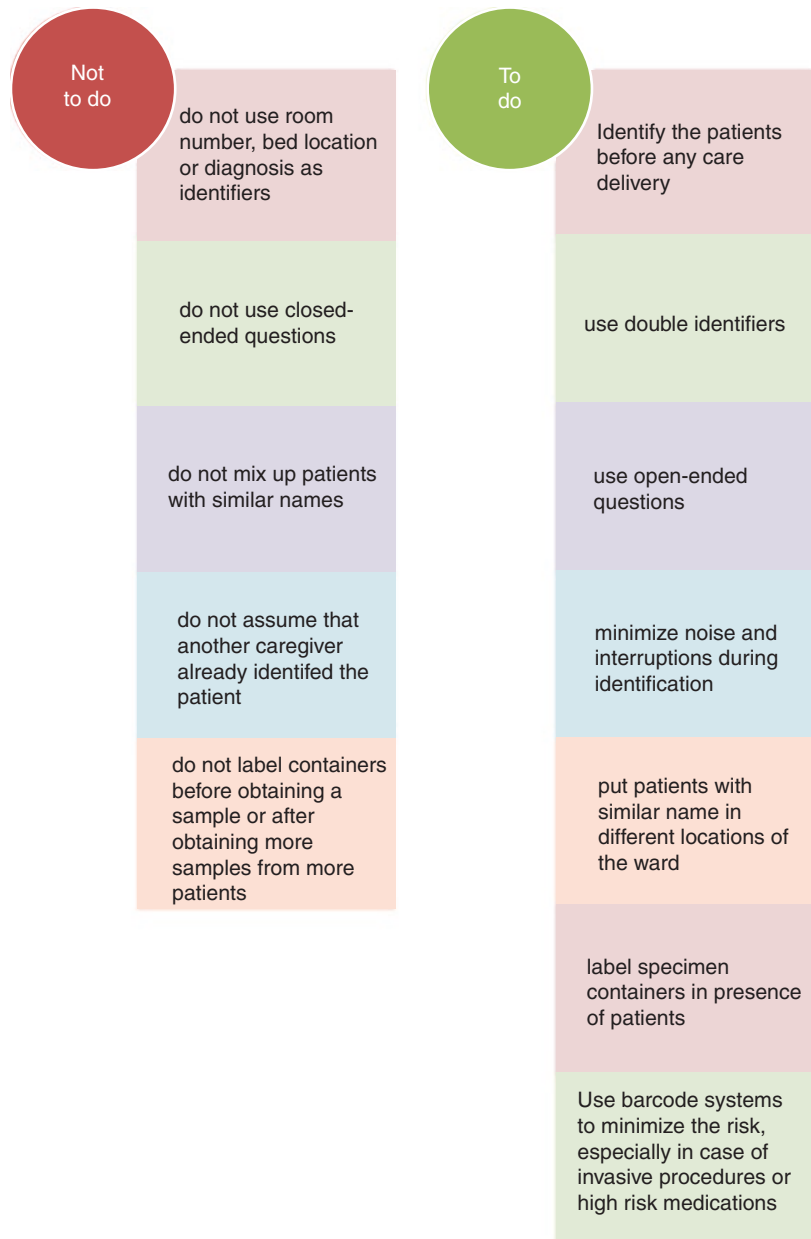 Not
to do
do not use room
number, bed location
or diagnosis as
identifiers
do not use closed-
ended questions
do not mix up patients
with similar names
do not assume that
another caregiver
already identifed the
patient
do not label containers
before obtaining a
sample or after
obtaining more
samples from more
patients
To
do
Identify the patients
before any care
delivery
use double identifiers
use open-ended
questions
minimize noise and
interruptions during
identification
put patients with
similar name in
different locations of
the ward
label specimen
containers in presence
of patients
Use barcode systems
to minimize the risk,
especially in case of
invasive procedures or
high risk medications